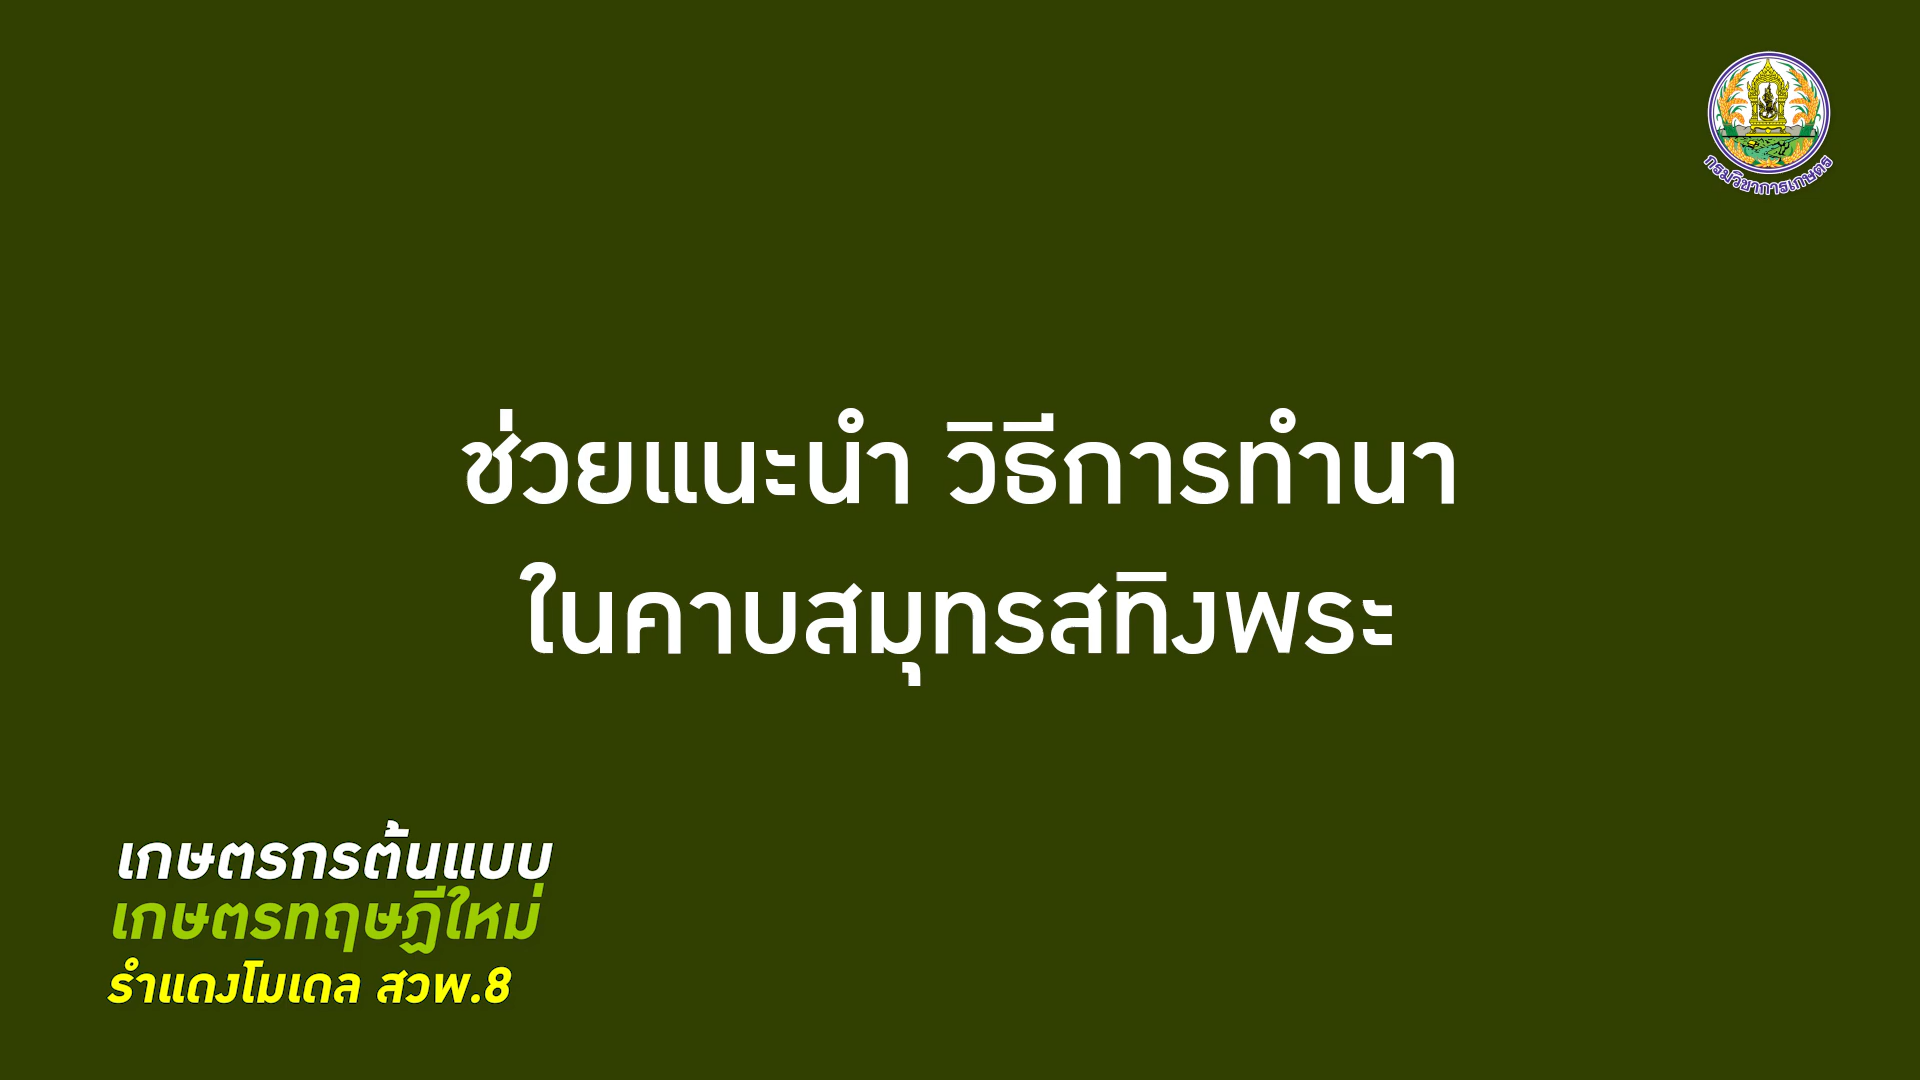 กรมวิชาการเกษตร
ช่วยแนะนำ วิธีการทำนา
ในคาบสมุทรสทิงพระ
เกษตรกรต้นแบบ
เกษตรทฤษฎีใหม่
รำแดงโมเดล สวพ.8